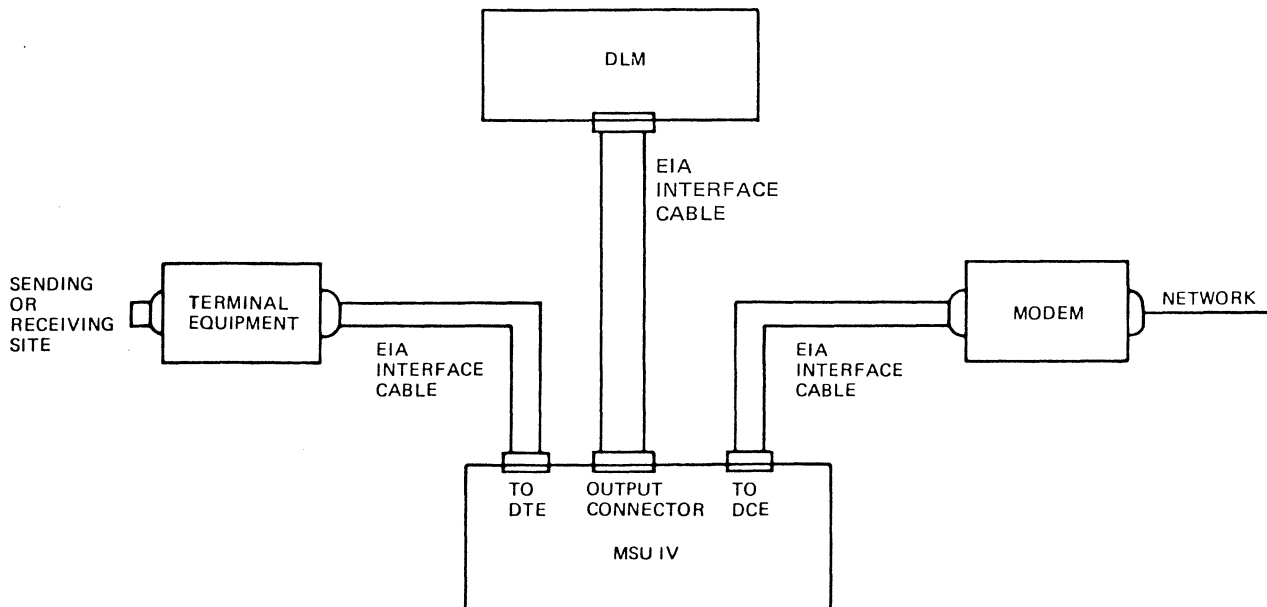 DLM
EIA
INTERFACE
CABLE
SENDING
OR
RECEIVING
SITE
TERMINAL
EQUIPMENT
EIA
INTERFACE
CABLE
EIA
INTERFACE
CABLE
MODEM
NETWORK
TO
DTE
OUTPUT
CONNECTOR
TO
DCE
MSU IV